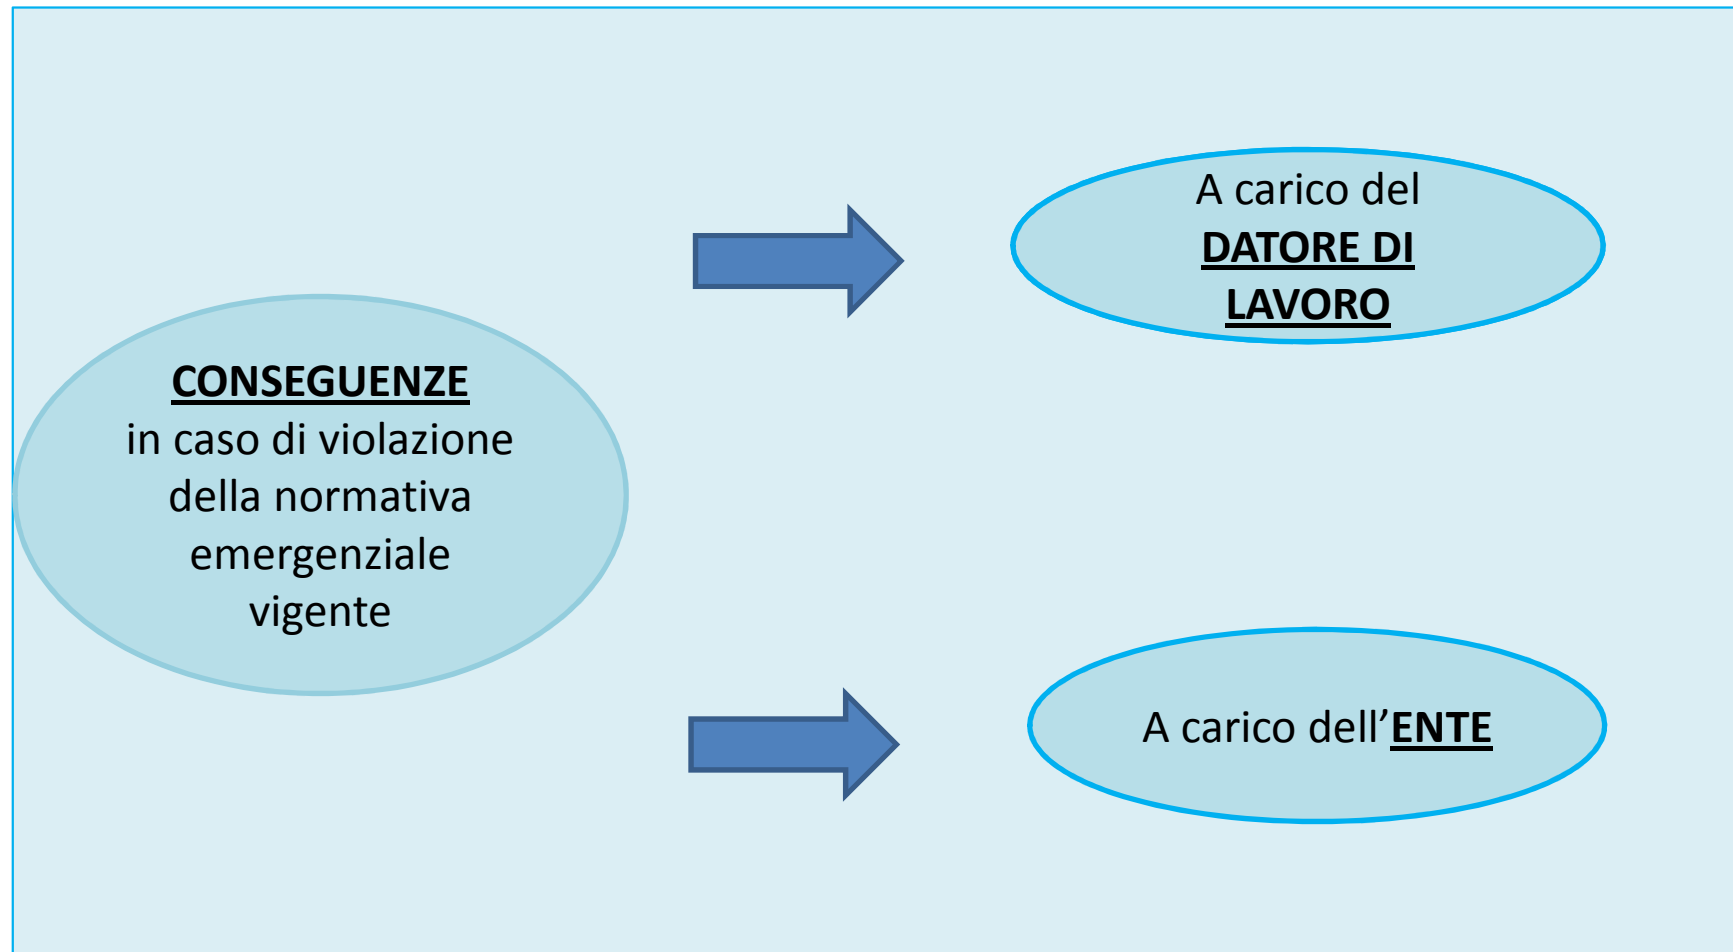 CONSEGUENZE
in caso di violazione
della normativa
emergenziale
vigente
A carico del
DATORE DI
LAVORO
A carico dell’ENTE